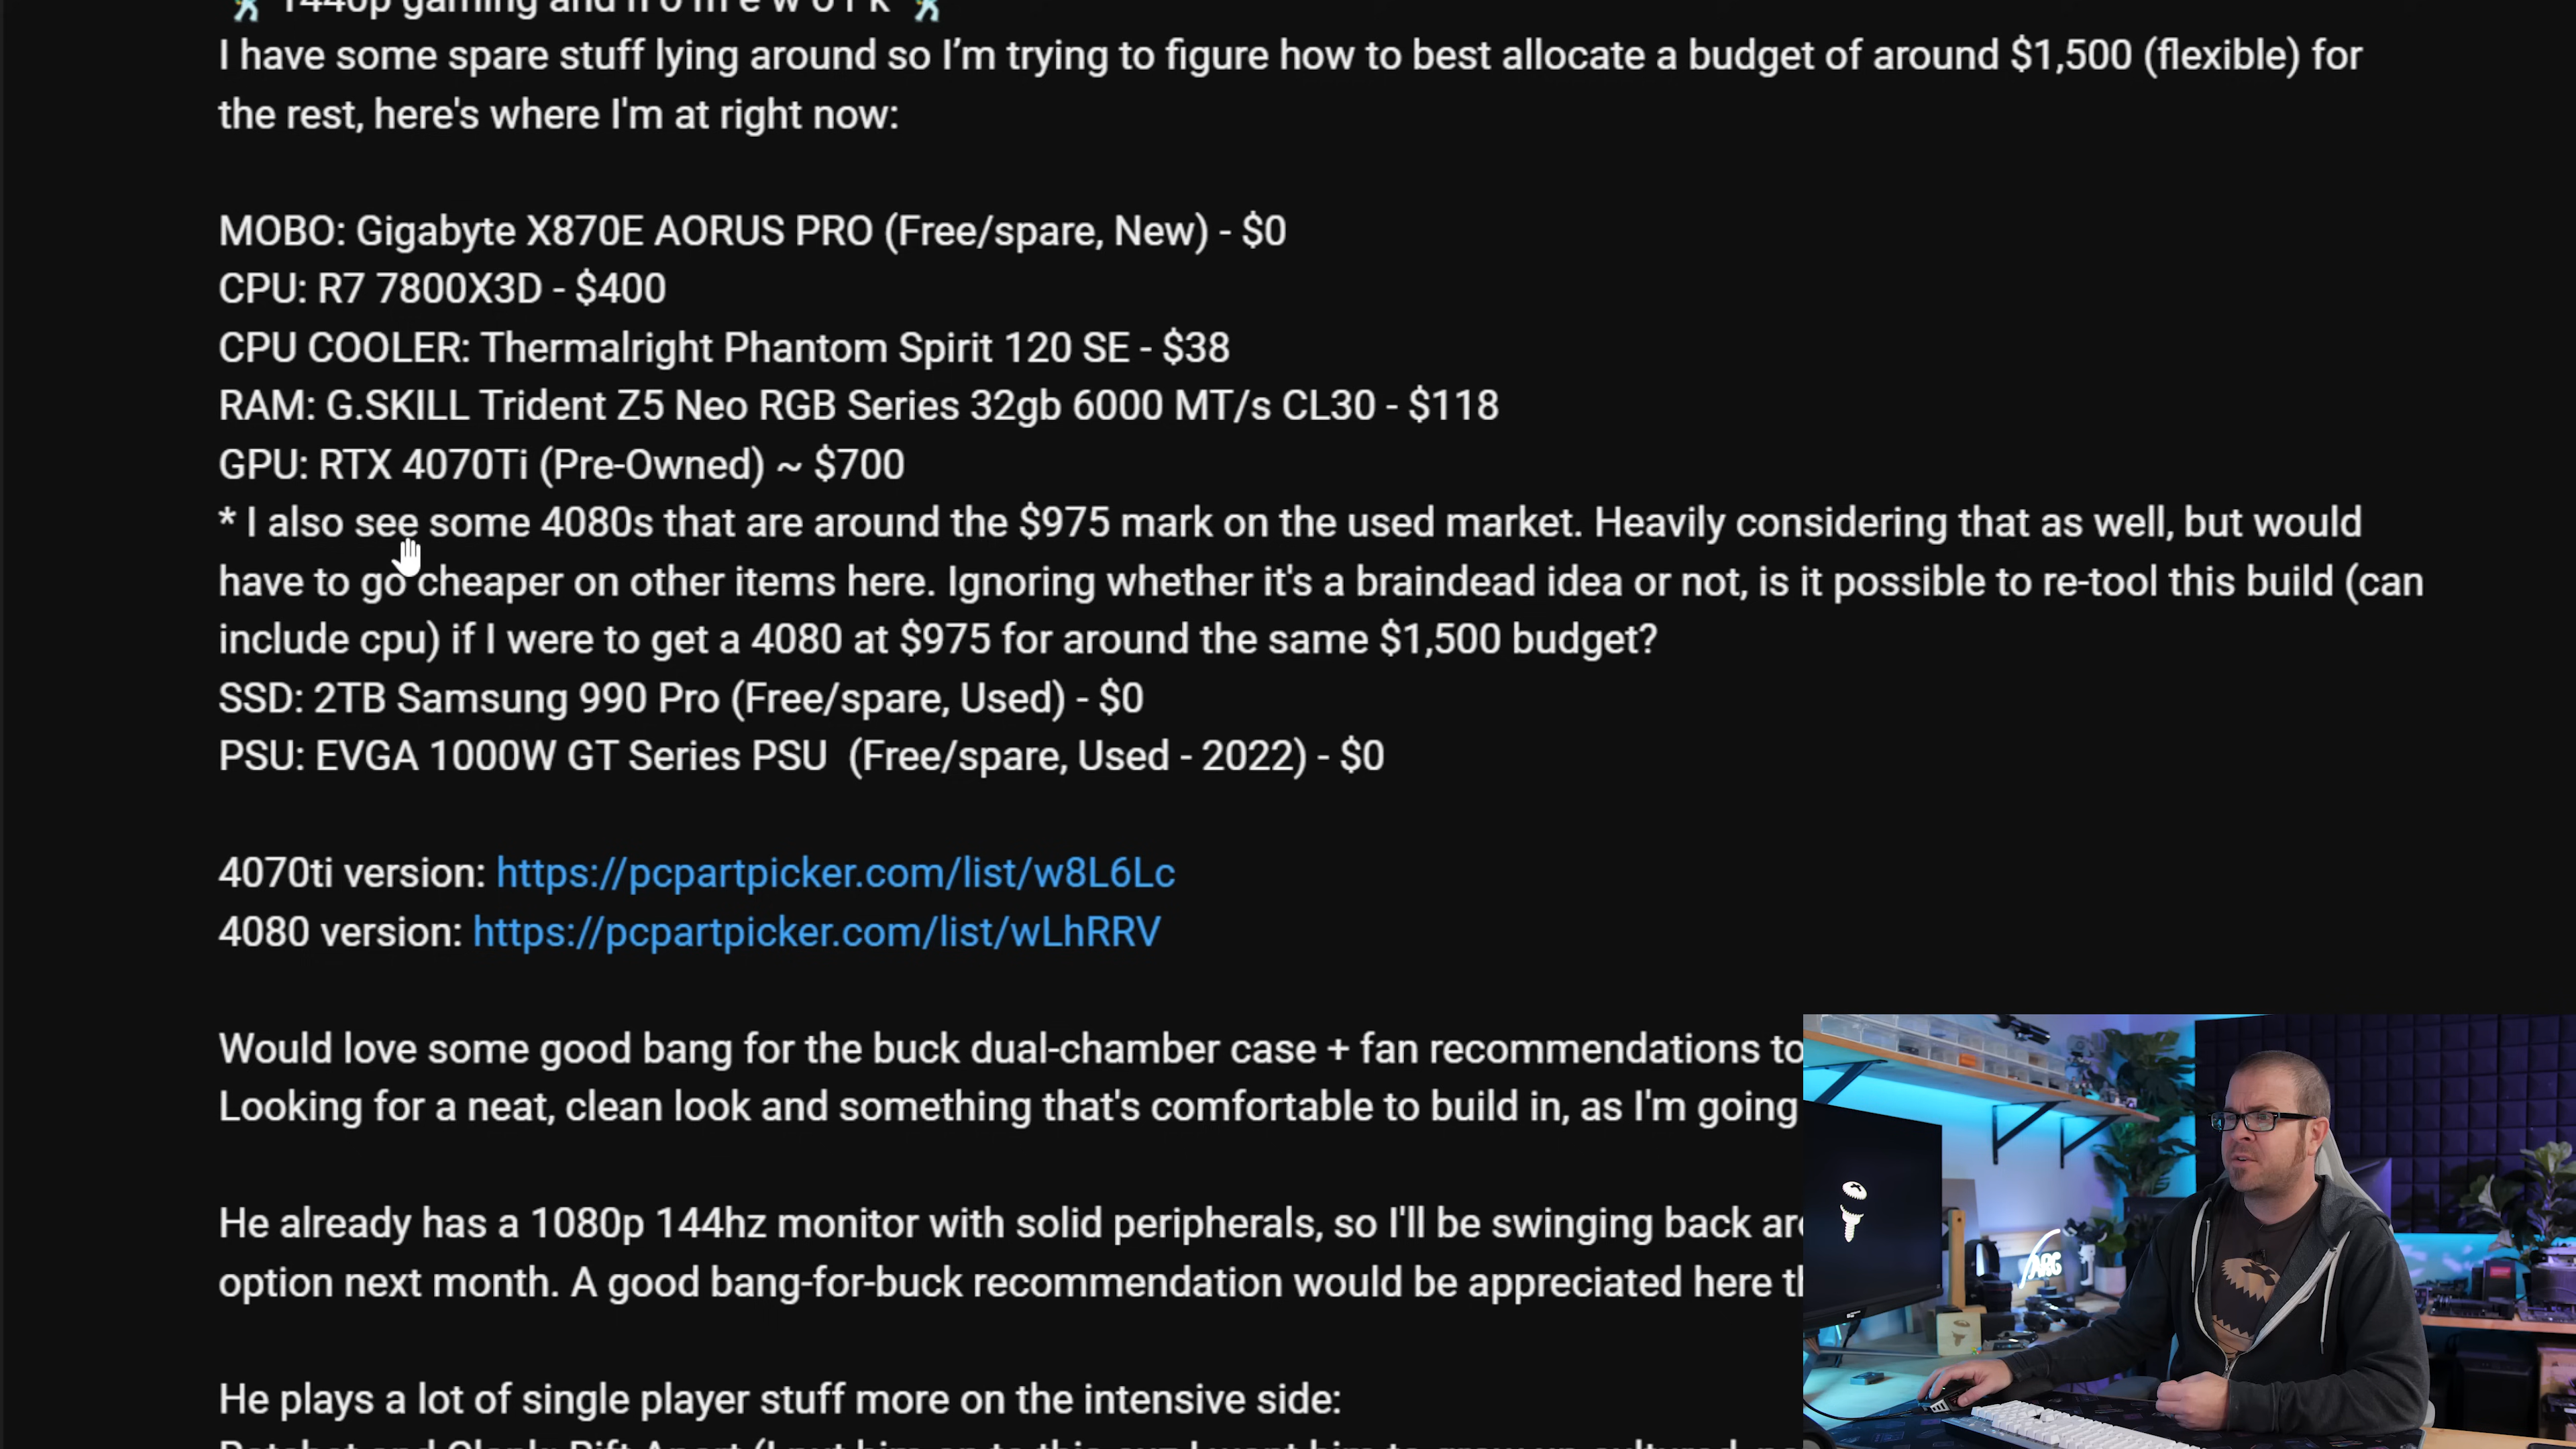 1440p gaming and h o m e w o r k
I have some spare stuff lying around so I’m trying to figure how to best allocate a budget of around $1,500 (flexible) for
the rest, here's where I'm at right now:
MOBO: Gigabyte X870E AORUS PRO (Free/spare, New) - $0
CPU: R7 7800X3D - $400
CPU COOLER: Thermalright Phantom Spirit 120 SE - $38
RAM: G.SKILL Trident Z5 Neo RGB Series 32gb 6000 MT/s CL30 - $118
GPU: RTX 4070Ti (Pre-Owned) ~ $700
* I also see some 4080s that are around the $975 mark on the used market. Heavily considering that as well, but would
have to go cheaper on other items here. Ignoring whether it's a braindead idea or not, is it possible to re-tool this build (can
include cpu) if I were to get a 4080 at $975 for around the same $1,500 budget?
SSD: 2TB Samsung 990 Pro (Free/spare, Used) - $0
PSU: EVGA 1000W GT Series PSU (Free/spare, Used - 2022) - $0
4070ti version: https://pcpartpicker.com/list/w8L6Lc
4080 version: https://pcpartpicker.com/list/wLhRRV
Would love some good bang for the buck dual-chamber case + fan recommendations to
Looking for a neat, clean look and something that's comfortable to build in, as I'm going
He already has a 1080p 144hz monitor with solid peripherals, so I'll be swinging back
option next month. A good bang-for-buck recommendation would be appreciated here
He plays a lot of single player stuff more on the intensive side: